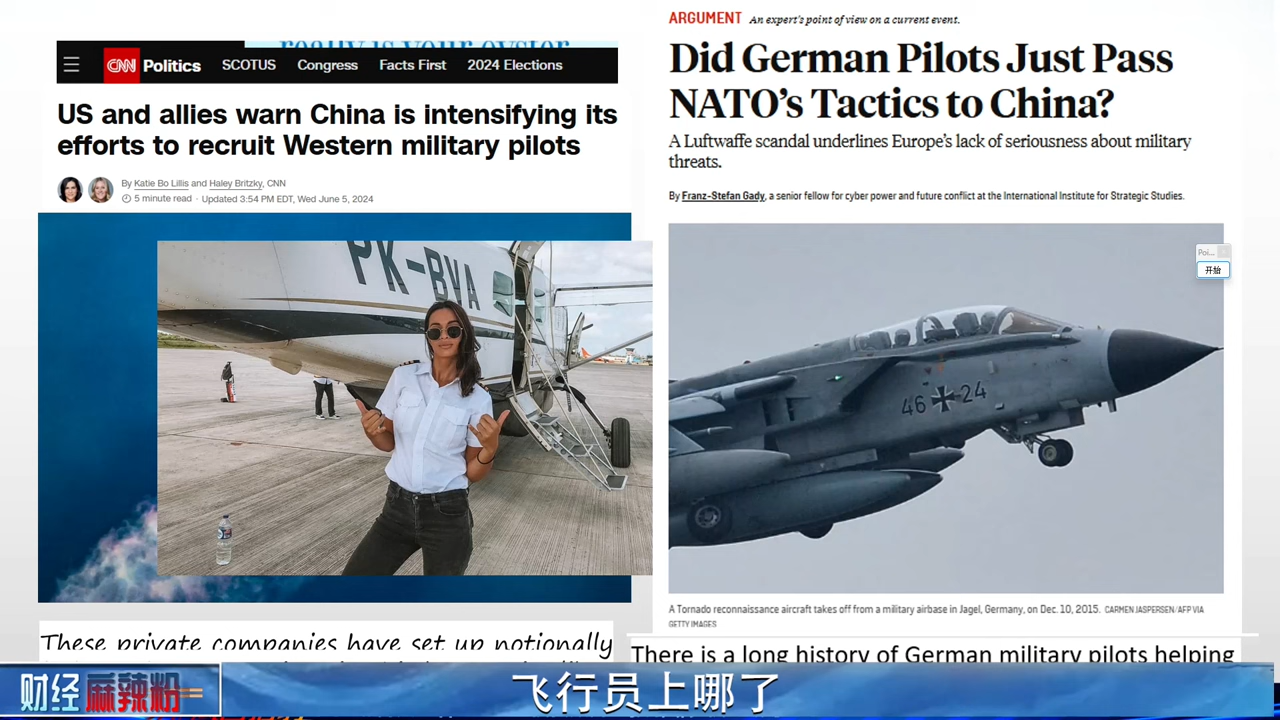 really is your oyster
CNN Politics SCOTUS Congress Facts First 2024 Elections
US and allies warn China is intensifying its
efforts to recruit Western military pilots
By Katie Bo Lillis and Haley Britzky, CNN
5 minute read · Updated 3:54 PM EDT, Wed June 5, 2024
PK-BVA
These private companies have set up notionally
ARGUMENT An expert's point of view on a current event.
Did German Pilots Just Pass
NATO's Tactics to China?
A Luftwaffe scandal underlines Europe's lack of seriousness about military
threats.
By Franz-Stefan Gady, a senior fellow for cyber power and future conflict at the International Institute for Strategic Studies.
Poi...
开始
46 24
A Tornado reconnaissance aircraft takes off from a military airbase in Jagel, Germany, on Dec. 10, 2015. CARMEN JASPERSEN/AFP VIA
GETTY IMAGES
There is a long history of German military pilots helping
财经麻辣粉
飞行员上哪了